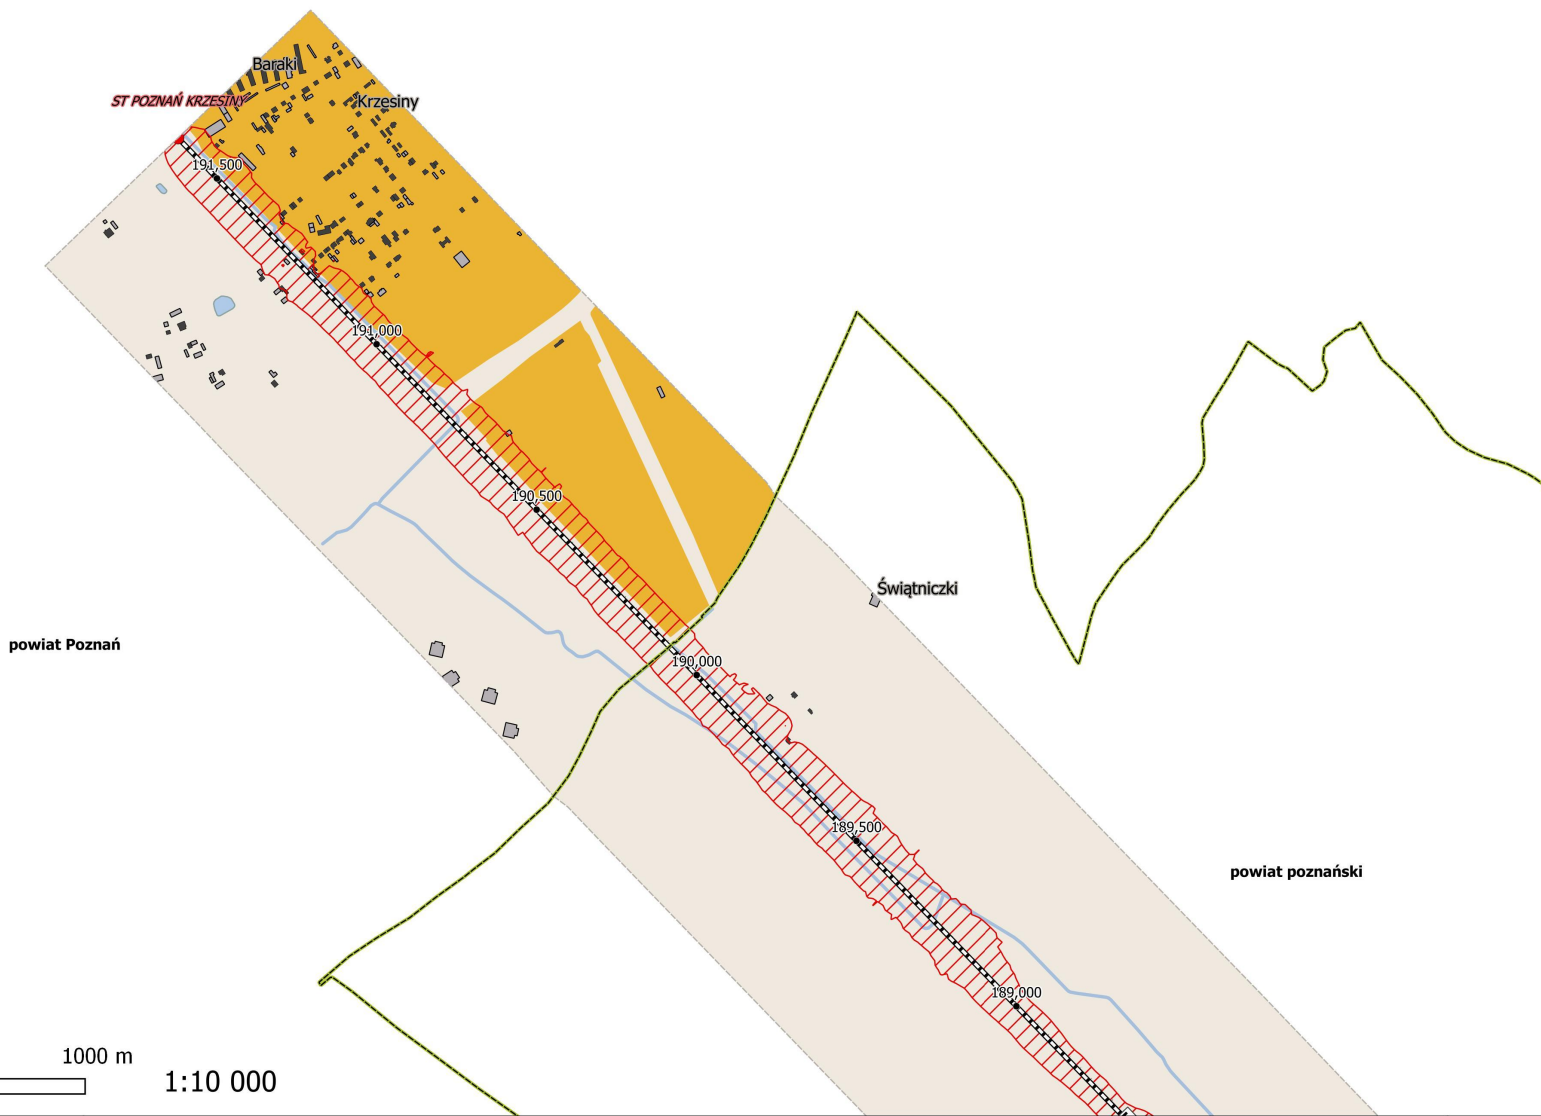 Baraki
ST POZNAŃ KRZESINY
Krzesiny
191,500
191,000
190,500
Świątniczki
powiat Poznań
190,000
189,500
powiat poznański
189,000
1000 m
1:10 000